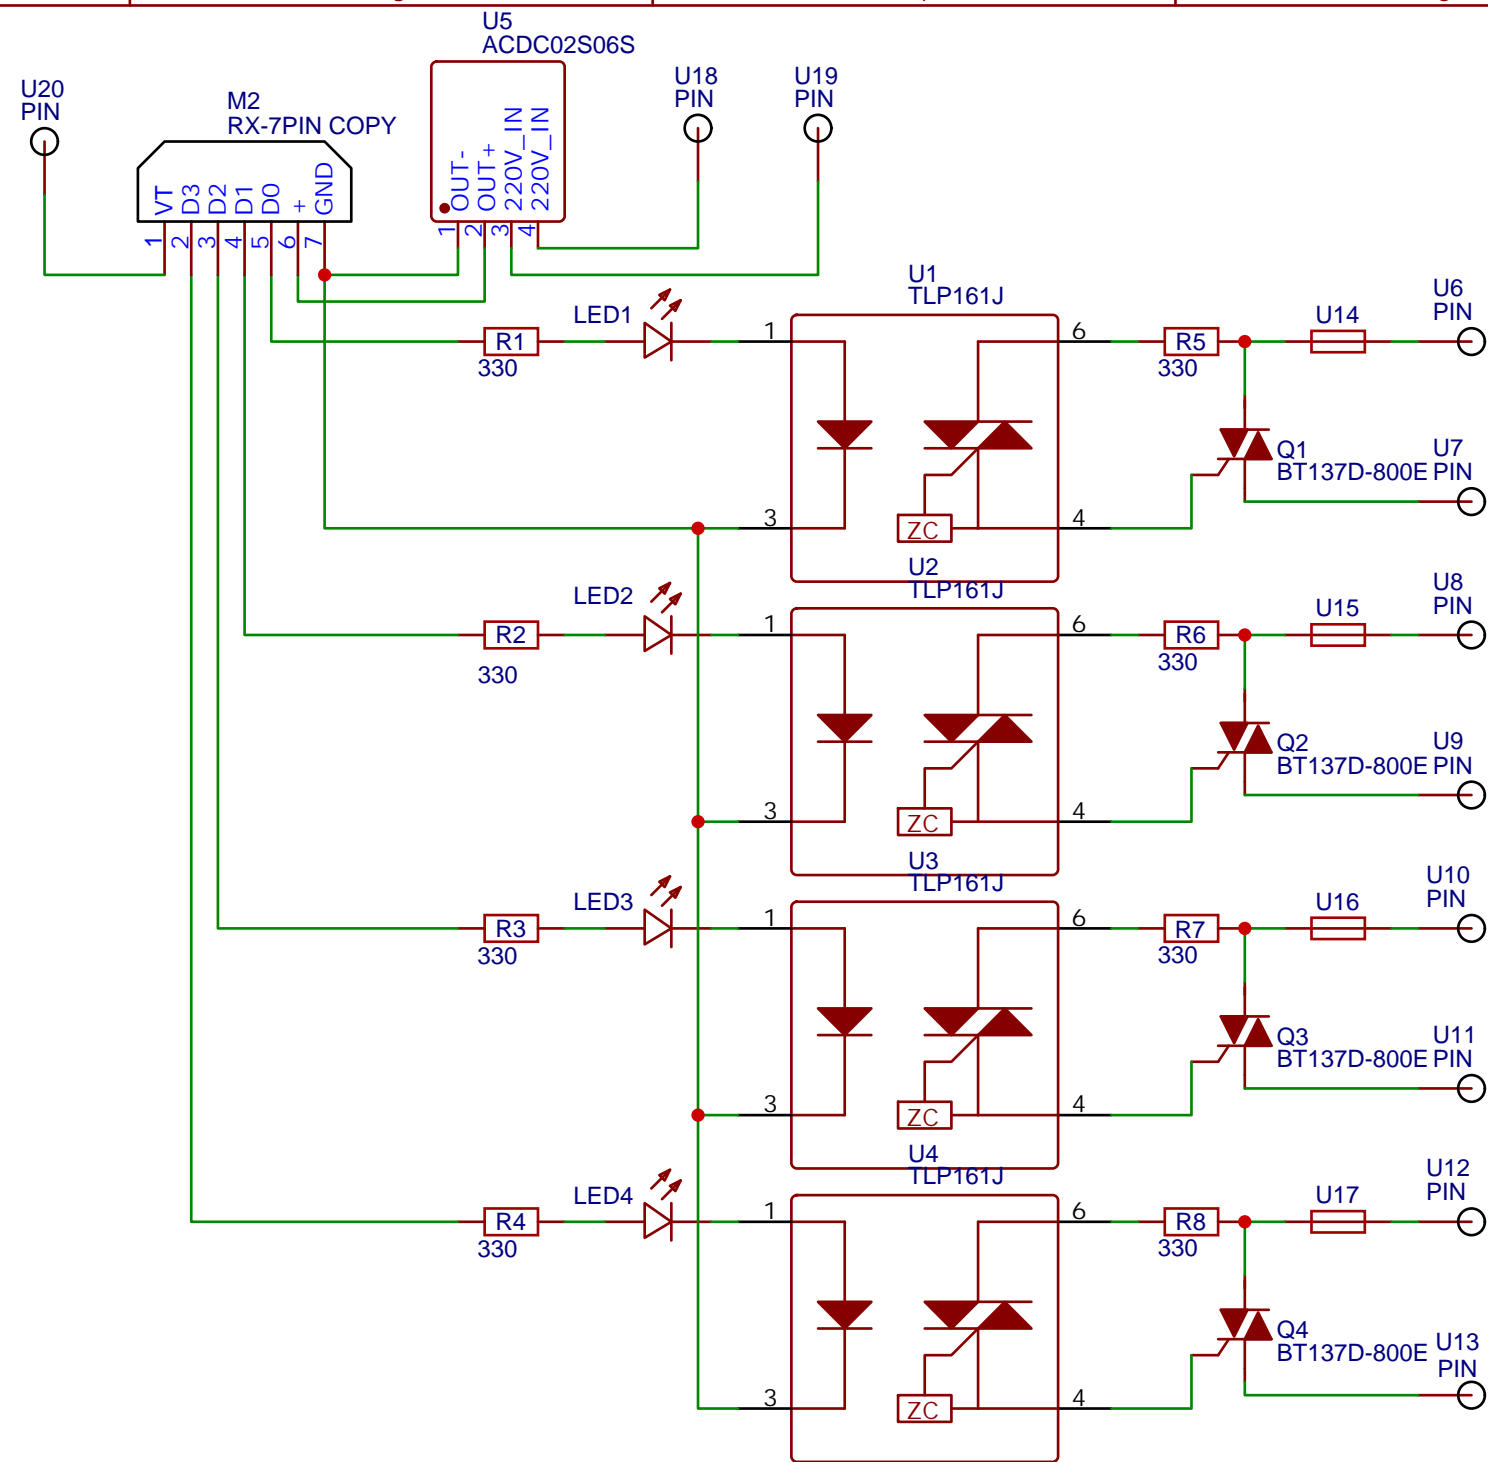 U5
ACDC02S06S
U20
PIN
M2
RX-7PIN COPY
U18
PIN
U19
PIN
VT
D3
D2
D1
D0
+
GND
1
2
3
4
5
6
7
OUT-
OUT+
220V_IN
220V_IN
1
2
3
4
U1
TLP161J
LED1
R1
330
1
3
ZC
6
4
R5
330
U14
U6
PIN
Q1
BT137D-800E
U7
PIN
U2
TLP161J
LED2
R2
330
1
3
ZC
6
4
R6
330
U15
U8
PIN
Q2
BT137D-800E
U9
PIN
U3
TLP161J
LED3
R3
330
1
3
ZC
6
4
R7
330
U16
U10
PIN
Q3
BT137D-800E
U11
PIN
U4
TLP161J
LED4
R4
330
1
3
ZC
6
4
R8
330
U17
U12
PIN
Q4
BT137D-800E
U13
PIN